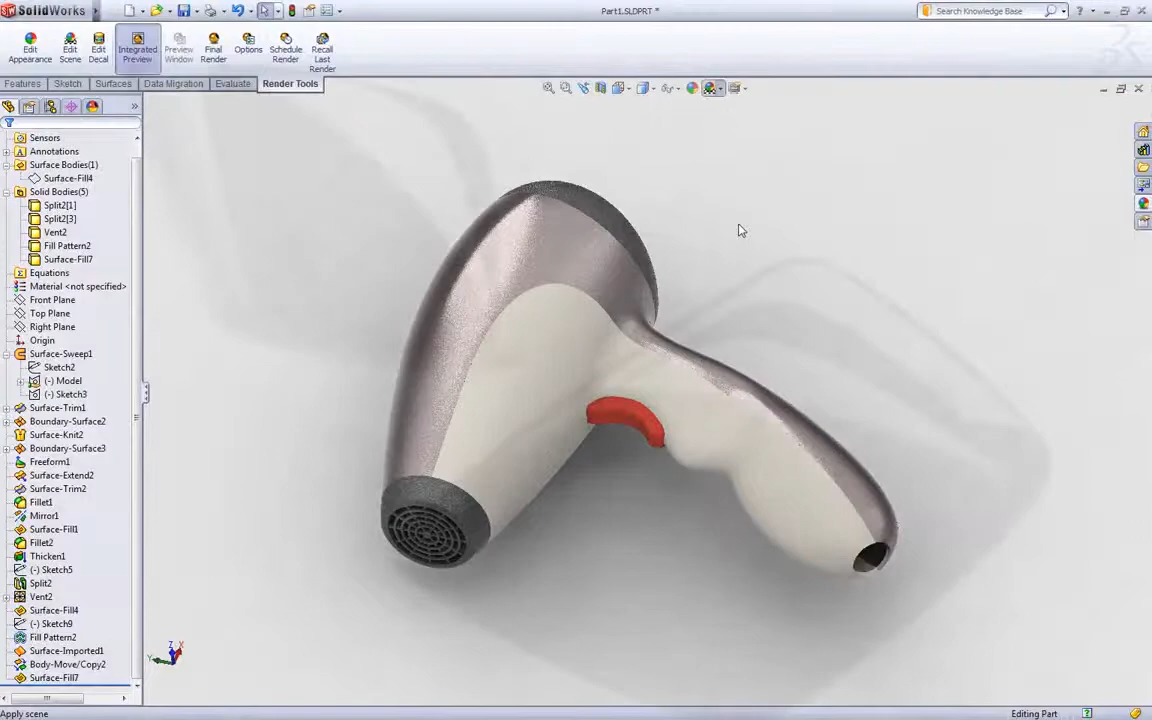 SolidWorks
Part1.SLDPRT *
Search Knowledge Base
Edit Appearance
Edit Scene
Edit Decal
Integrated Preview
Preview Window
Final Render
Options
Schedule Render
Recall Last Render
Features
Sketch
Surfaces
Data Migration
Evaluate
Render Tools
Sensors
Annotations
Surface Bodies(1)
Surface-Fill4
Solid Bodies(5)
Split2[1]
Split2[3]
Vent2
Fill Pattern2
Surface-Fill7
Equations
Material <not specified>
Front Plane
Top Plane
Right Plane
Origin
Surface-Sweep1
Sketch2
(-) Model
(-) Sketch3
Surface-Trim1
Boundary-Surface2
Surface-Knit2
Boundary-Surface3
Freeform1
Surface-Extend2
Surface-Trim2
Fillet1
Mirror1
Surface-Fill1
Fillet2
Thicken1
(-) Sketch5
Split2
Vent2
Surface-Fill4
(-) Sketch9
Fill Pattern2
Surface-Imported1
Body-Move/Copy2
Surface-Fill7
Z
X
Y
Apply scene
Editing Part